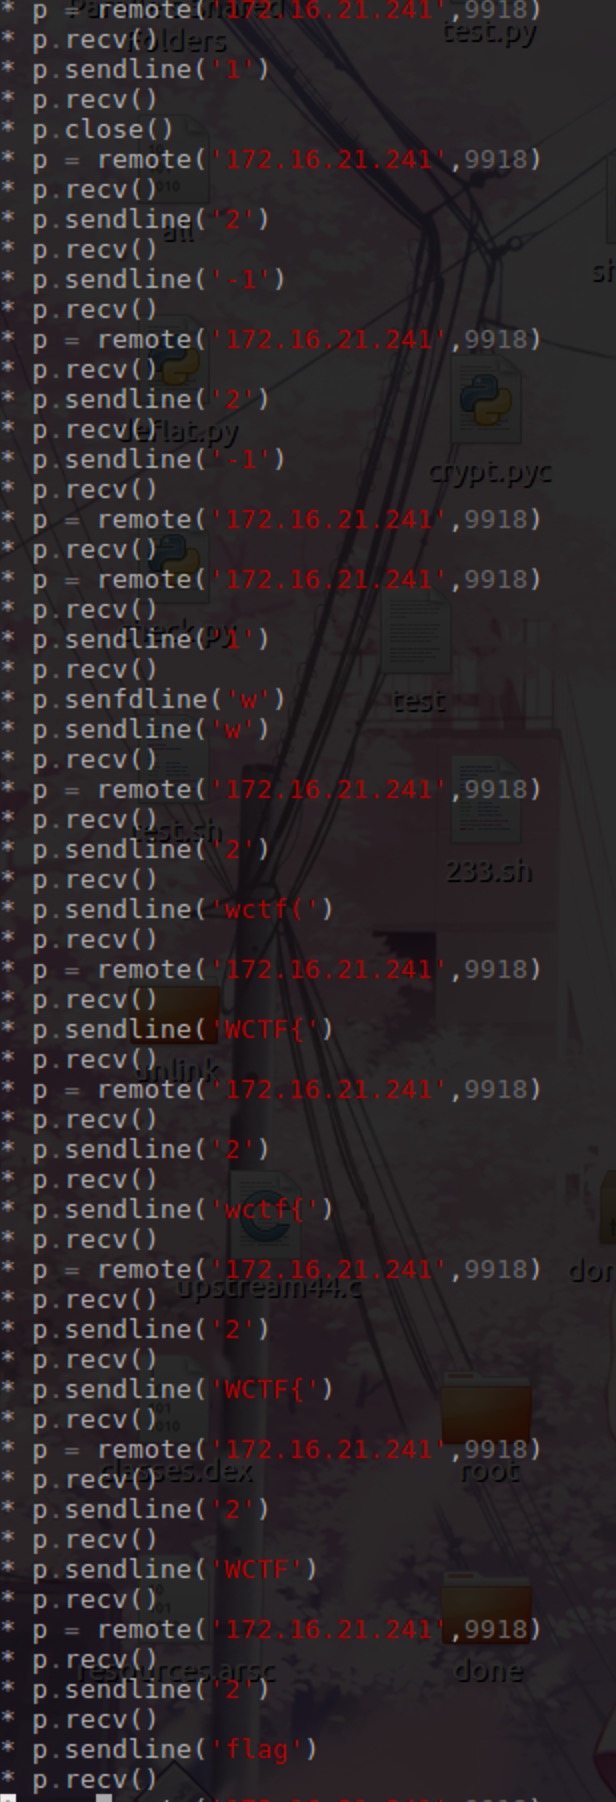 * p = remote('172.16.21.241',9918)
* p.recv()
* p.sendline('1')
* p.recv()
* p.close()
* p = remote('172.16.21.241',9918)
* p.recv()
* p.sendline('2')
* p.recv()
* p.sendline('-1')
* p.recv()
* p = remote('172.16.21.241',9918)
* p.recv()
* p.sendline('2')
* p.recv()
* p.sendline('-1')
* p.recv()
* p = remote('172.16.21.241',9918)
* p.recv()
* p = remote('172.16.21.241',9918)
* p.recv()
* p.sendline('1')
* p.recv()
* p.senfdline('w')
* p.sendline('w')
* p.recv()
* p = remote('172.16.21.241',9918)
* p.recv()
* p.sendline('2')
* p.recv()
* p.sendline('wctf(')
* p.recv()
* p = remote('172.16.21.241',9918)
* p.recv()
* p.sendline('WCTF{')
* p.recv()
* p = remote('172.16.21.241',9918)
* p.recv()
* p.sendline('2')
* p.recv()
* p.sendline('wctf{')
* p.recv()
* p = remote('172.16.21.241',9918)
* p.recv()
* p.sendline('2')
* p.recv()
* p.sendline('WCTF{')
* p.recv()
* p = remote('172.16.21.241',9918)
* p.recv()
* p.sendline('2')
* p.recv()
* p.sendline('WCTF')
* p.recv()
* p = remote('172.16.21.241',9918)
* p.recv()
* p.sendline('2')
* p.recv()
* p.sendline('flag')
* p.recv()
folders
test.py
all
deflat.py
crypt.pyc
test
test.sh
233.sh
unlink
upstream44.c
classes.dex
root
resources.arsc
done